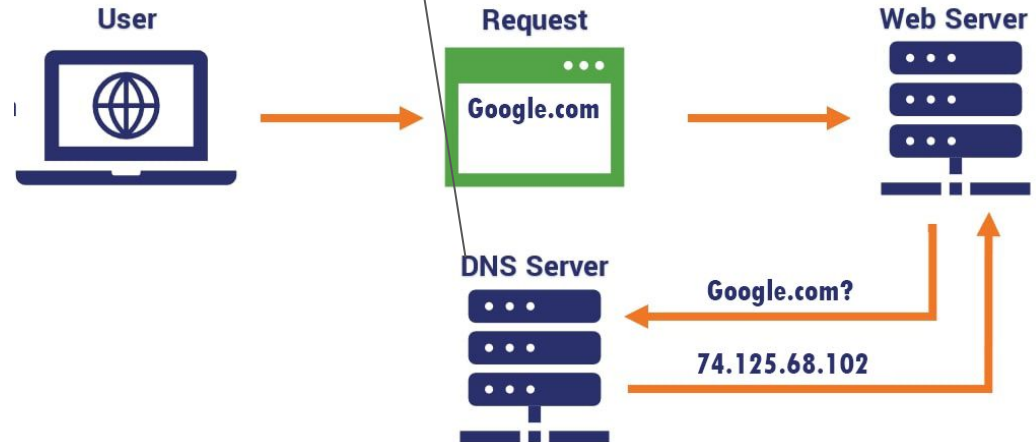 User
Request
Web Server
Google.com
DNS Server
Google.com?
74.125.68.102